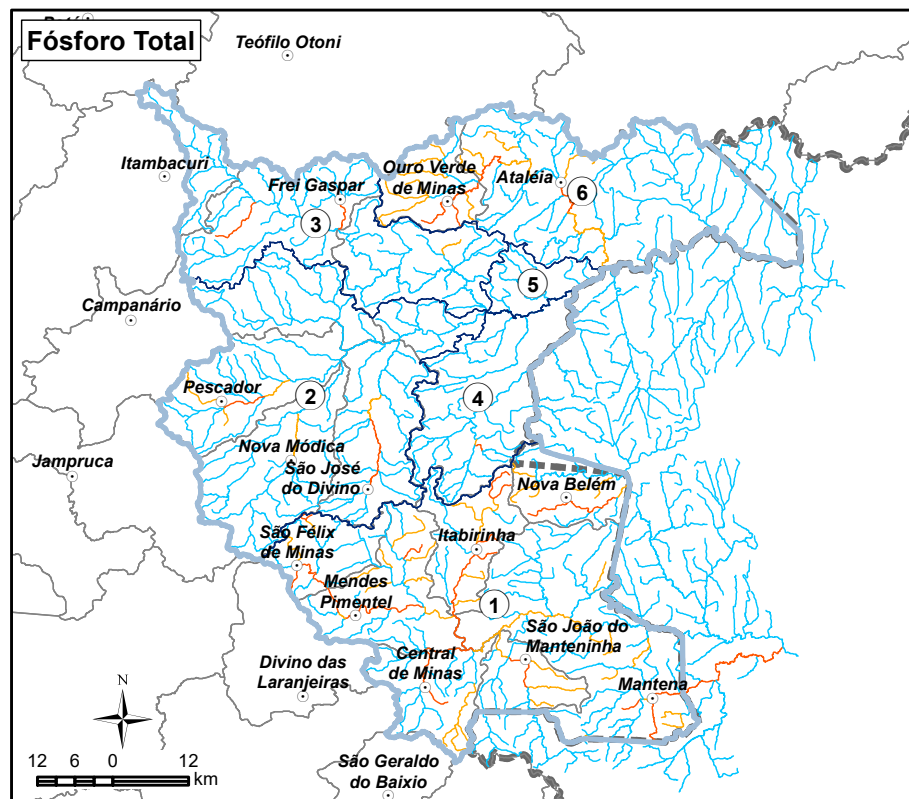 Fósforo Total
Teófilo Otoni
Itambacuri
Frei Gaspar
Ouro Verde
de Minas
Ataléia
6
3
5
Campanário
Pescador
2
4
Nova Módica
São José
do Divino
Jampruca
Nova Belém
São Félix
de Minas
Itabirinha
Mendes
Pimentel
1
São João do
Manteninha
Central
de Minas
Divino das
Laranjeiras
Mantena
N
12 6 0 12
km
São Geraldo
do Baixio